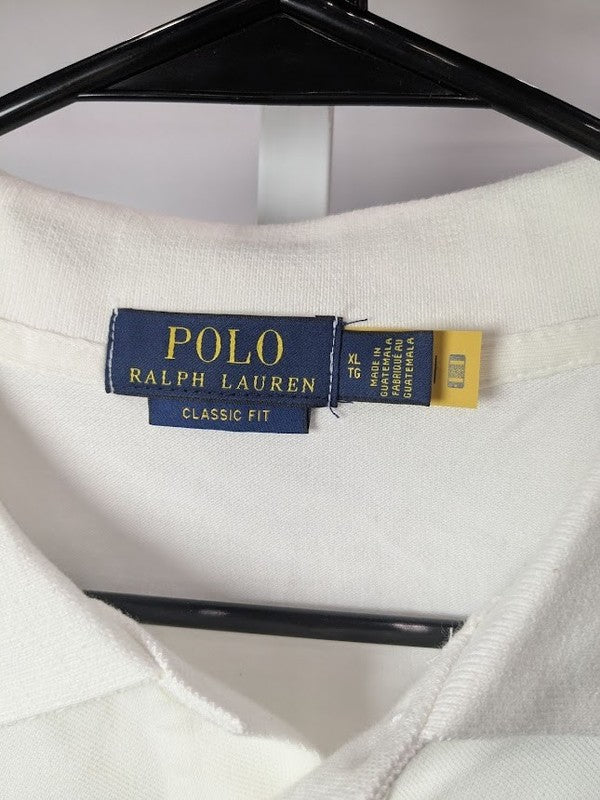 POLO
RALPH LAUREN
CLASSIC FIT
XL
TG
MADE IN
GUATEMALA
FABRIQUÉ AU
GUATEMALA